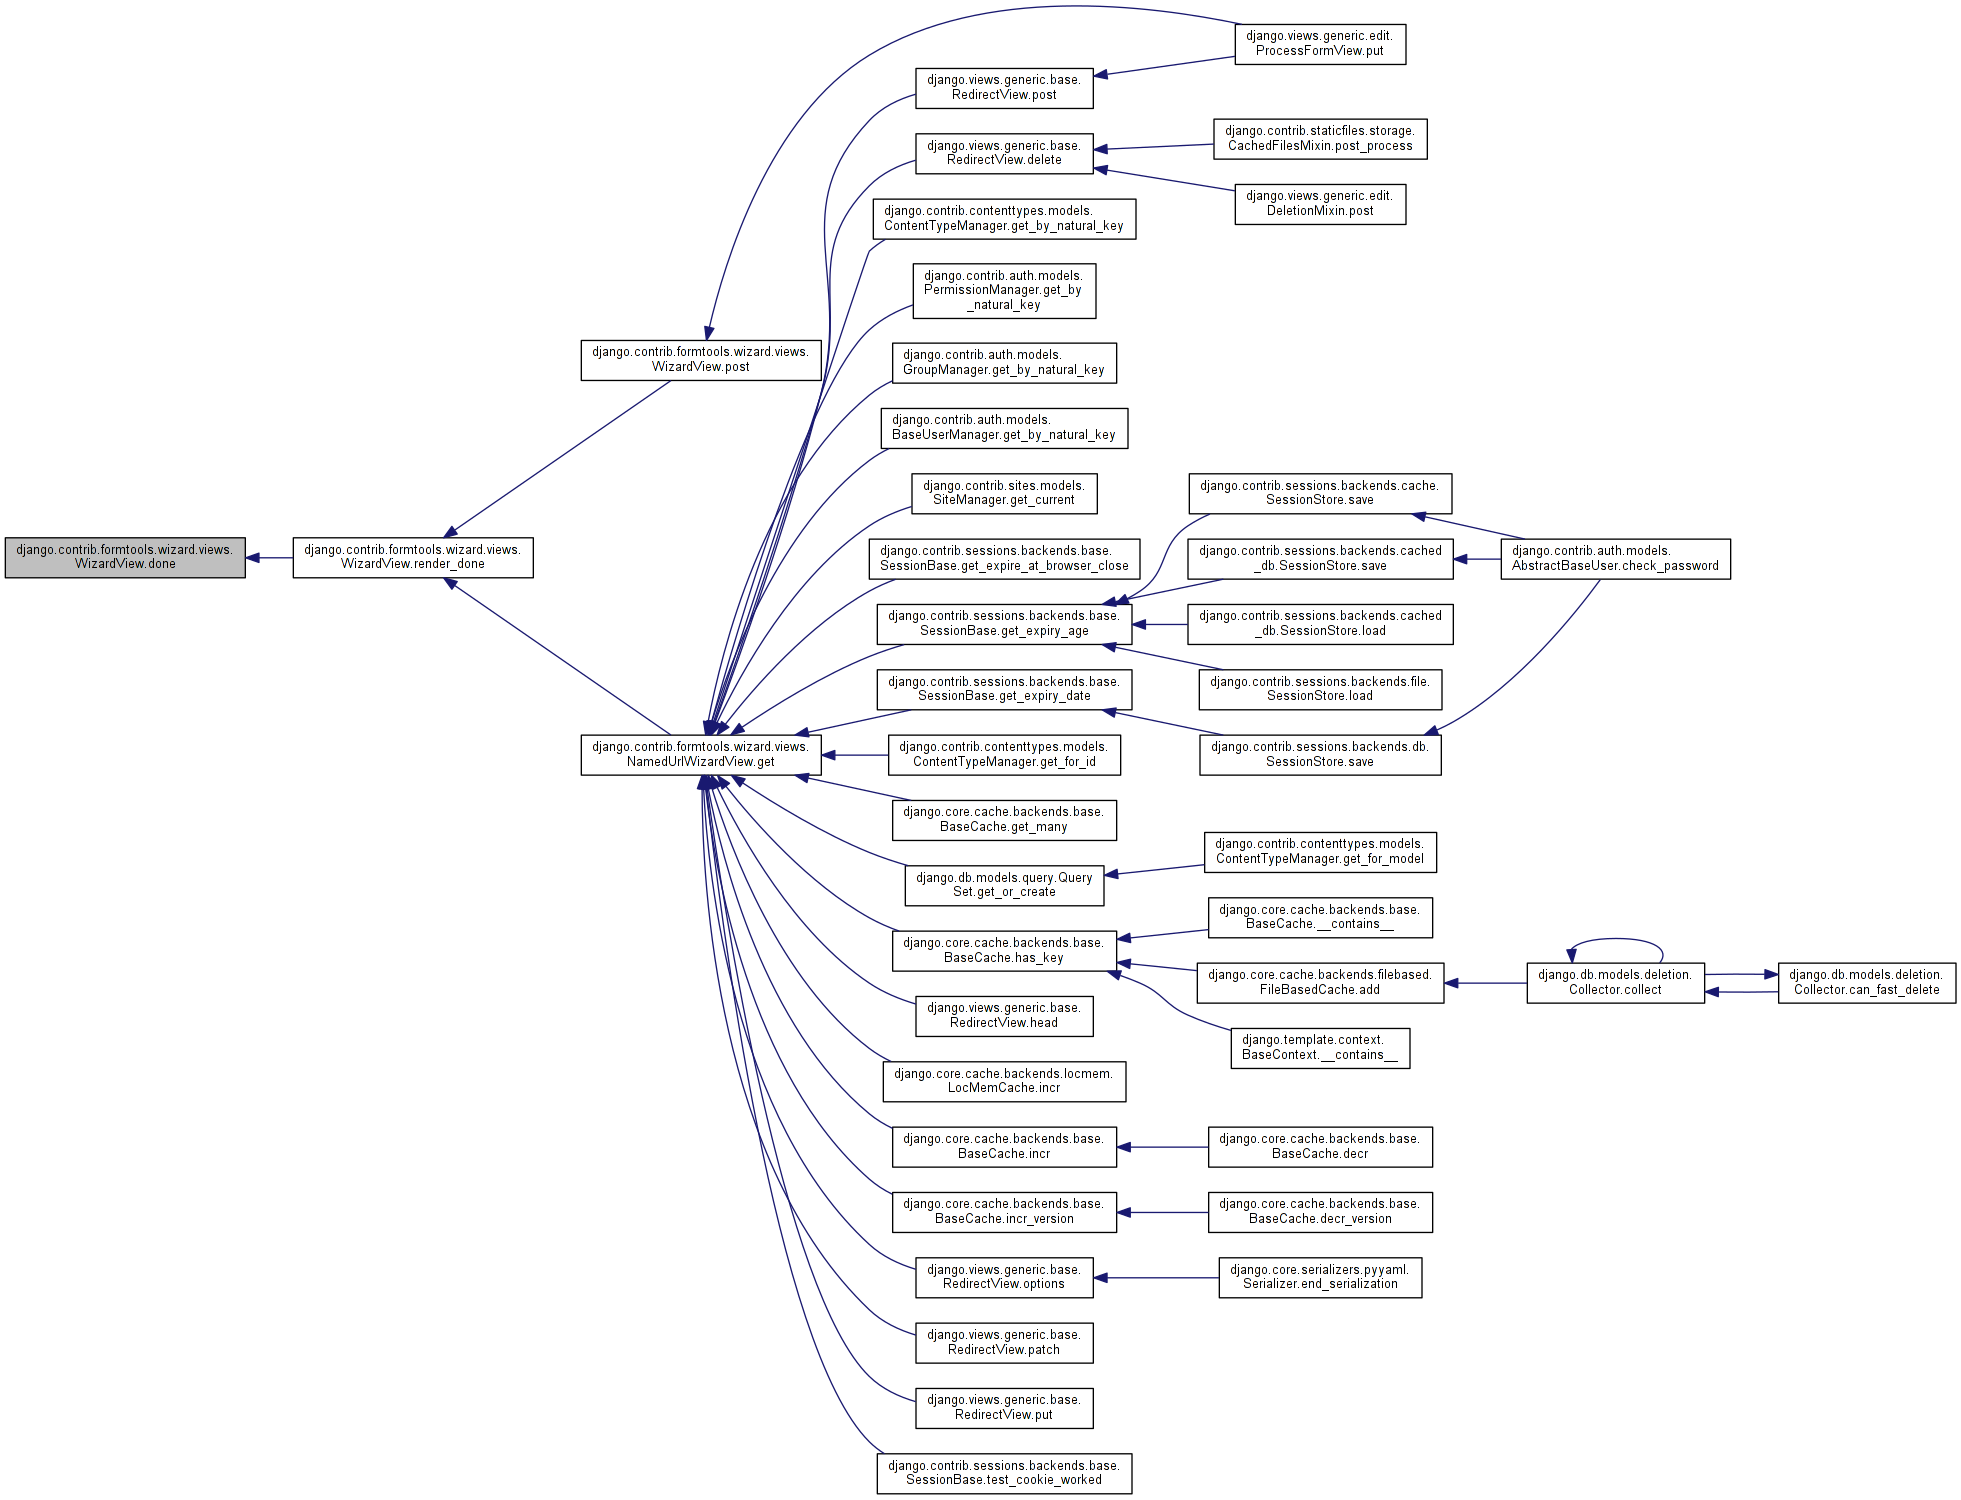 django.views.generic.edit.
ProcessFormView.put
django.views.generic.base.
RedirectView.post
django.contrib.staticfiles.storage.
CachedFilesMixin.post_process
django.views.generic.base.
RedirectView.delete
django.views.generic.edit.
DeletionMixin.post
django.contrib.contenttypes.models.
ContentTypeManager.get_by_natural_key
django.contrib.auth.models.
PermissionManager.get_by
_natural_key
django.contrib.formtools.wizard.views.
WizardView.post
django.contrib.auth.models.
GroupManager.get_by_natural_key
django.contrib.auth.models.
BaseUserManager.get_by_natural_key
django.contrib.sites.models.
SiteManager.get_current
django.contrib.sessions.backends.cache.
SessionStore.save
django.contrib.formtools.wizard.views.
WizardView.done
django.contrib.formtools.wizard.views.
WizardView.render_done
django.contrib.sessions.backends.base.
SessionBase.get_expire_at_browser_close
django.contrib.sessions.backends.cached
_db.SessionStore.save
django.contrib.auth.models.
AbstractBaseUser.check_password
django.contrib.sessions.backends.base.
SessionBase.get_expiry_age
django.contrib.sessions.backends.cached
_db.SessionStore.load
django.contrib.sessions.backends.base.
SessionBase.get_expiry_date
django.contrib.sessions.backends.file.
SessionStore.load
django.contrib.formtools.wizard.views.
NamedUrlWizardView.get
django.contrib.contenttypes.models.
ContentTypeManager.get_for_id
django.contrib.sessions.backends.db.
SessionStore.save
django.core.cache.backends.base.
BaseCache.get_many
django.db.models.query.Query
Set.get_or_create
django.contrib.contenttypes.models.
ContentTypeManager.get_for_model
django.core.cache.backends.base.
BaseCache.__contains__
django.core.cache.backends.base.
BaseCache.has_key
django.core.cache.backends.filebased.
FileBasedCache.add
django.db.models.deletion.
Collector.collect
django.db.models.deletion.
Collector.can_fast_delete
django.views.generic.base.
RedirectView.head
django.template.context.
BaseContext.__contains__
django.core.cache.backends.locmem.
LocMemCache.incr
django.core.cache.backends.base.
BaseCache.incr
django.core.cache.backends.base.
BaseCache.decr
django.core.cache.backends.base.
BaseCache.incr_version
django.core.cache.backends.base.
BaseCache.decr_version
django.views.generic.base.
RedirectView.options
django.core.serializers.pyyaml.
Serializer.end_serialization
django.views.generic.base.
RedirectView.patch
django.views.generic.base.
RedirectView.put
django.contrib.sessions.backends.base.
SessionBase.test_cookie_worked